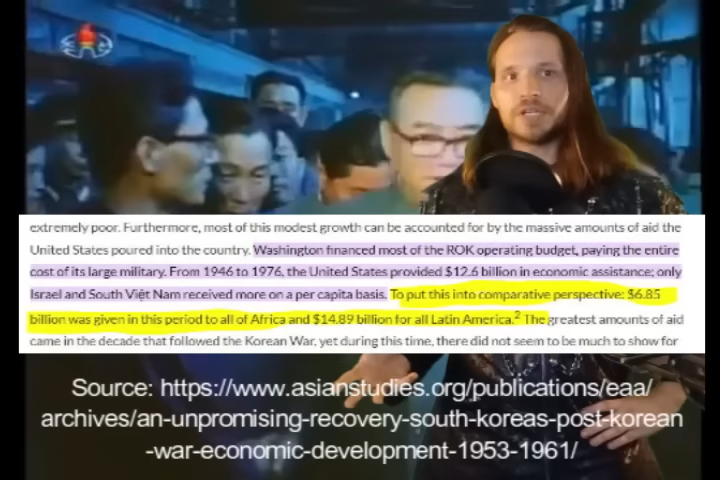 extremely poor. Furthermore, most of this modest growth can be accounted for by the massive amounts of aid the
United States poured into the country. Washington financed most of the ROK operating budget, paying the entire
cost of its large military. From 1946 to 1976, the United States provided $12.6 billion in economic assistance; only
Israel and South Việt Nam received more on a per capita basis. To put this into comparative perspective: $6.85
billion was given in this period to all of Africa and $14.89 billion for all Latin America.² The greatest amounts of aid
came in the decade that followed the Korean War, yet during this time, there did not seem to be much to show for
Source: https://www.asianstudies.org/publications/eaa/
archives/an-unpromising-recovery-south-koreas-post-korean
-war-economic-development-1953-1961/